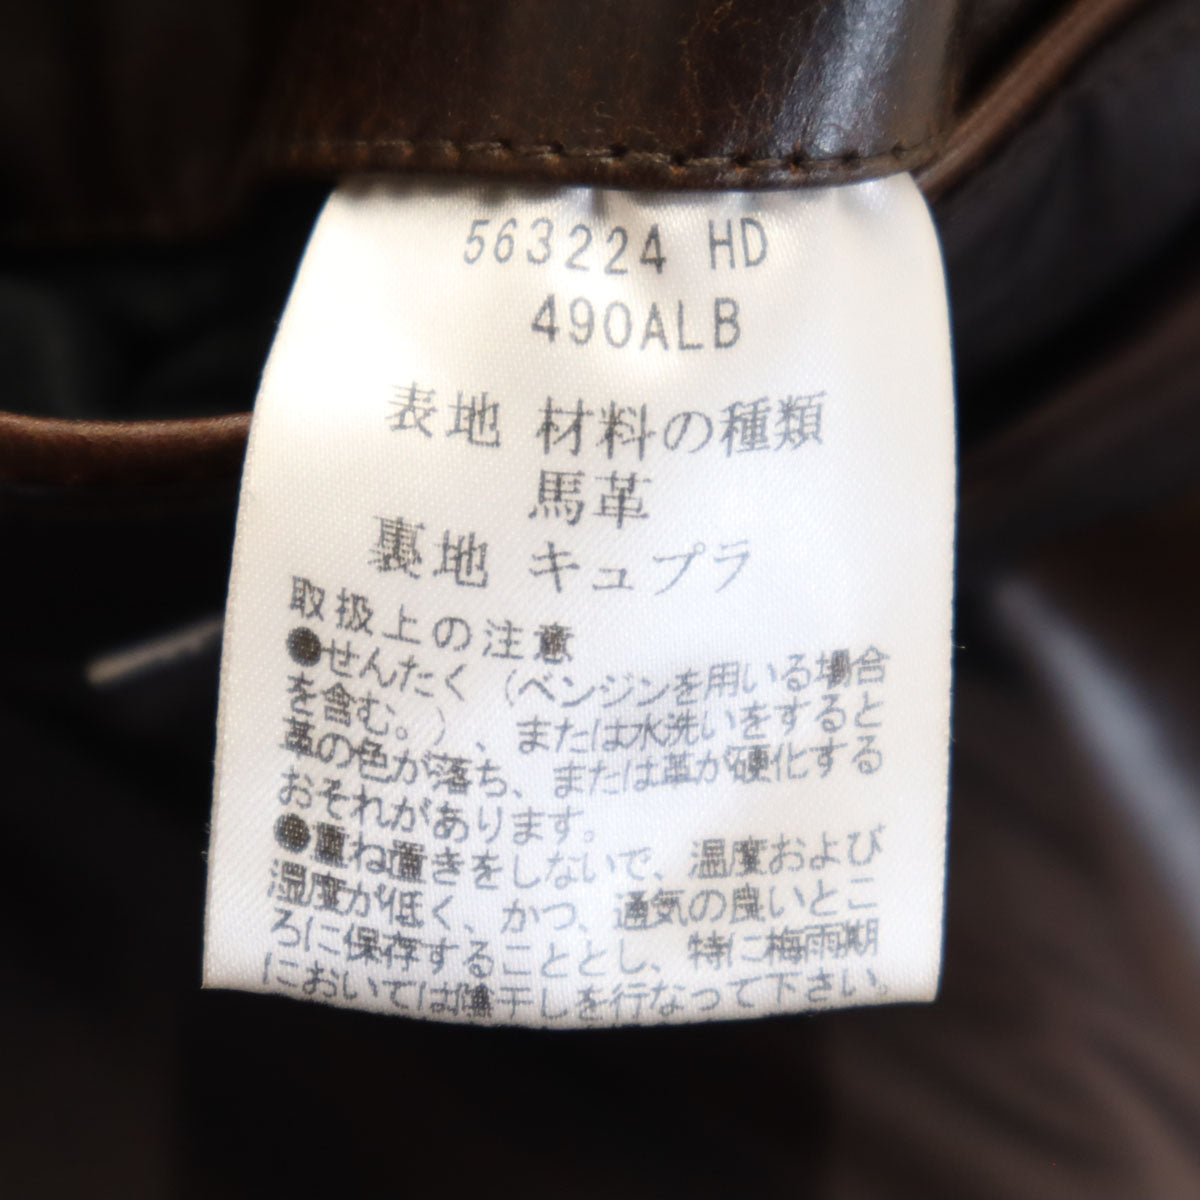 563224 HD
490ALB
表地 材料の種類
馬革
裏地 キュプラ
取扱上の注意
●せんたく（ベンジンを用いる場合
を含む。）、または水洗いをすると
革の色が落ち、または革が硬化する
おそれがあります。
●重ね置きをしないで、温度および
湿度が低く、かつ、通気の良いとこ
ろに保存することとし、特に梅雨期
においては陰干しを行なって下さい。